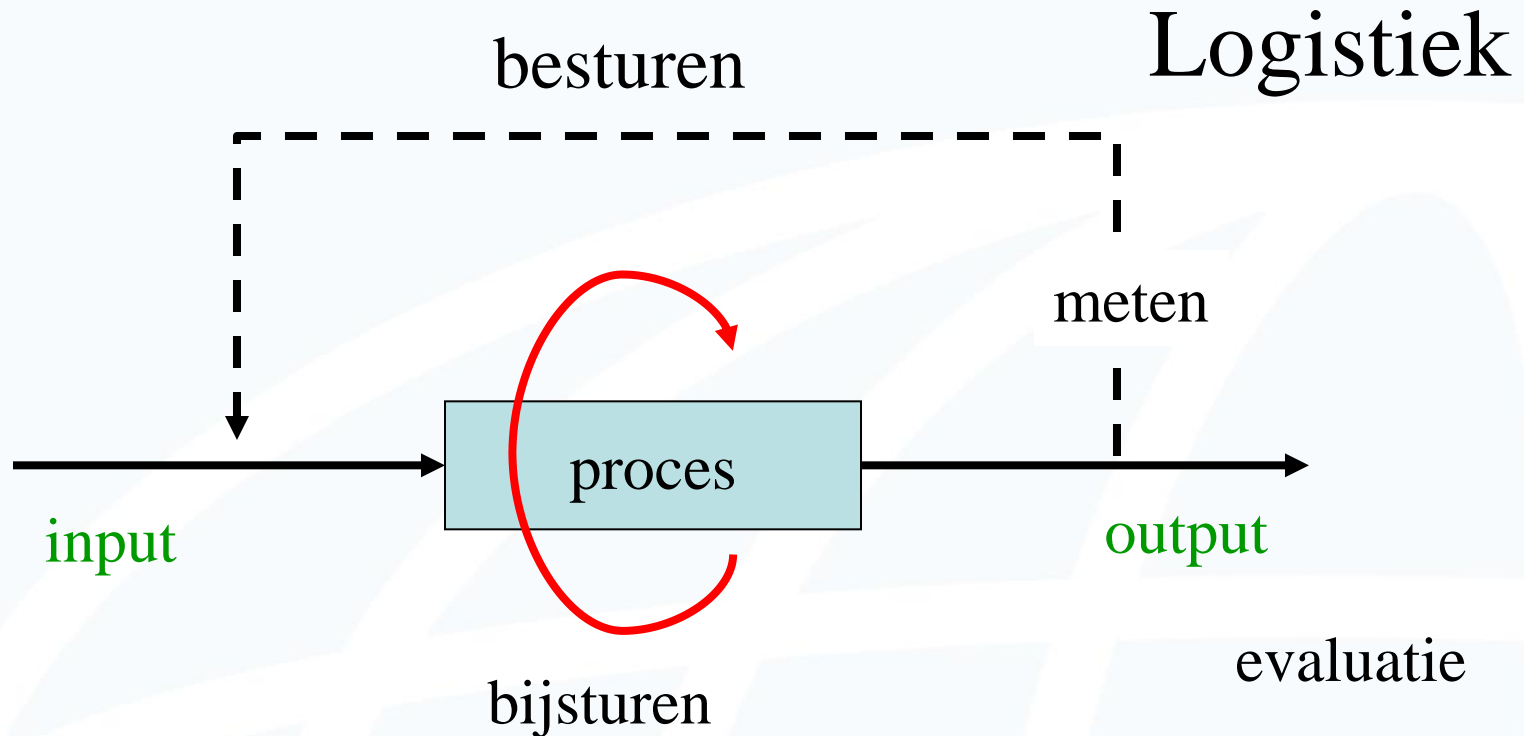 Logistiek
besturen
meten
proces
input
output
evaluatie
bijsturen